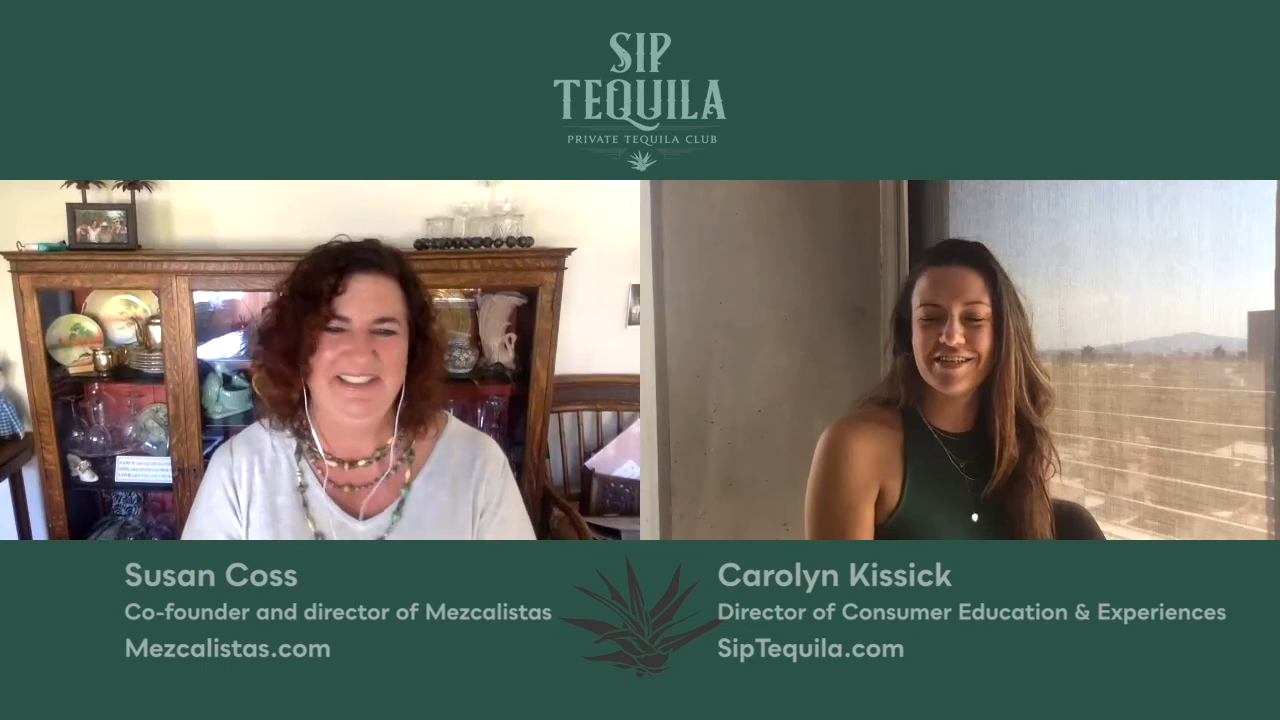 SIP
TEQUILA
PRIVATE TEQUILA CLUB
Susan Coss
Co-founder and director of Mezcalistas
Mezcalistas.com
Carolyn Kissick
Director of Consumer Education & Experiences
SipTequila.com